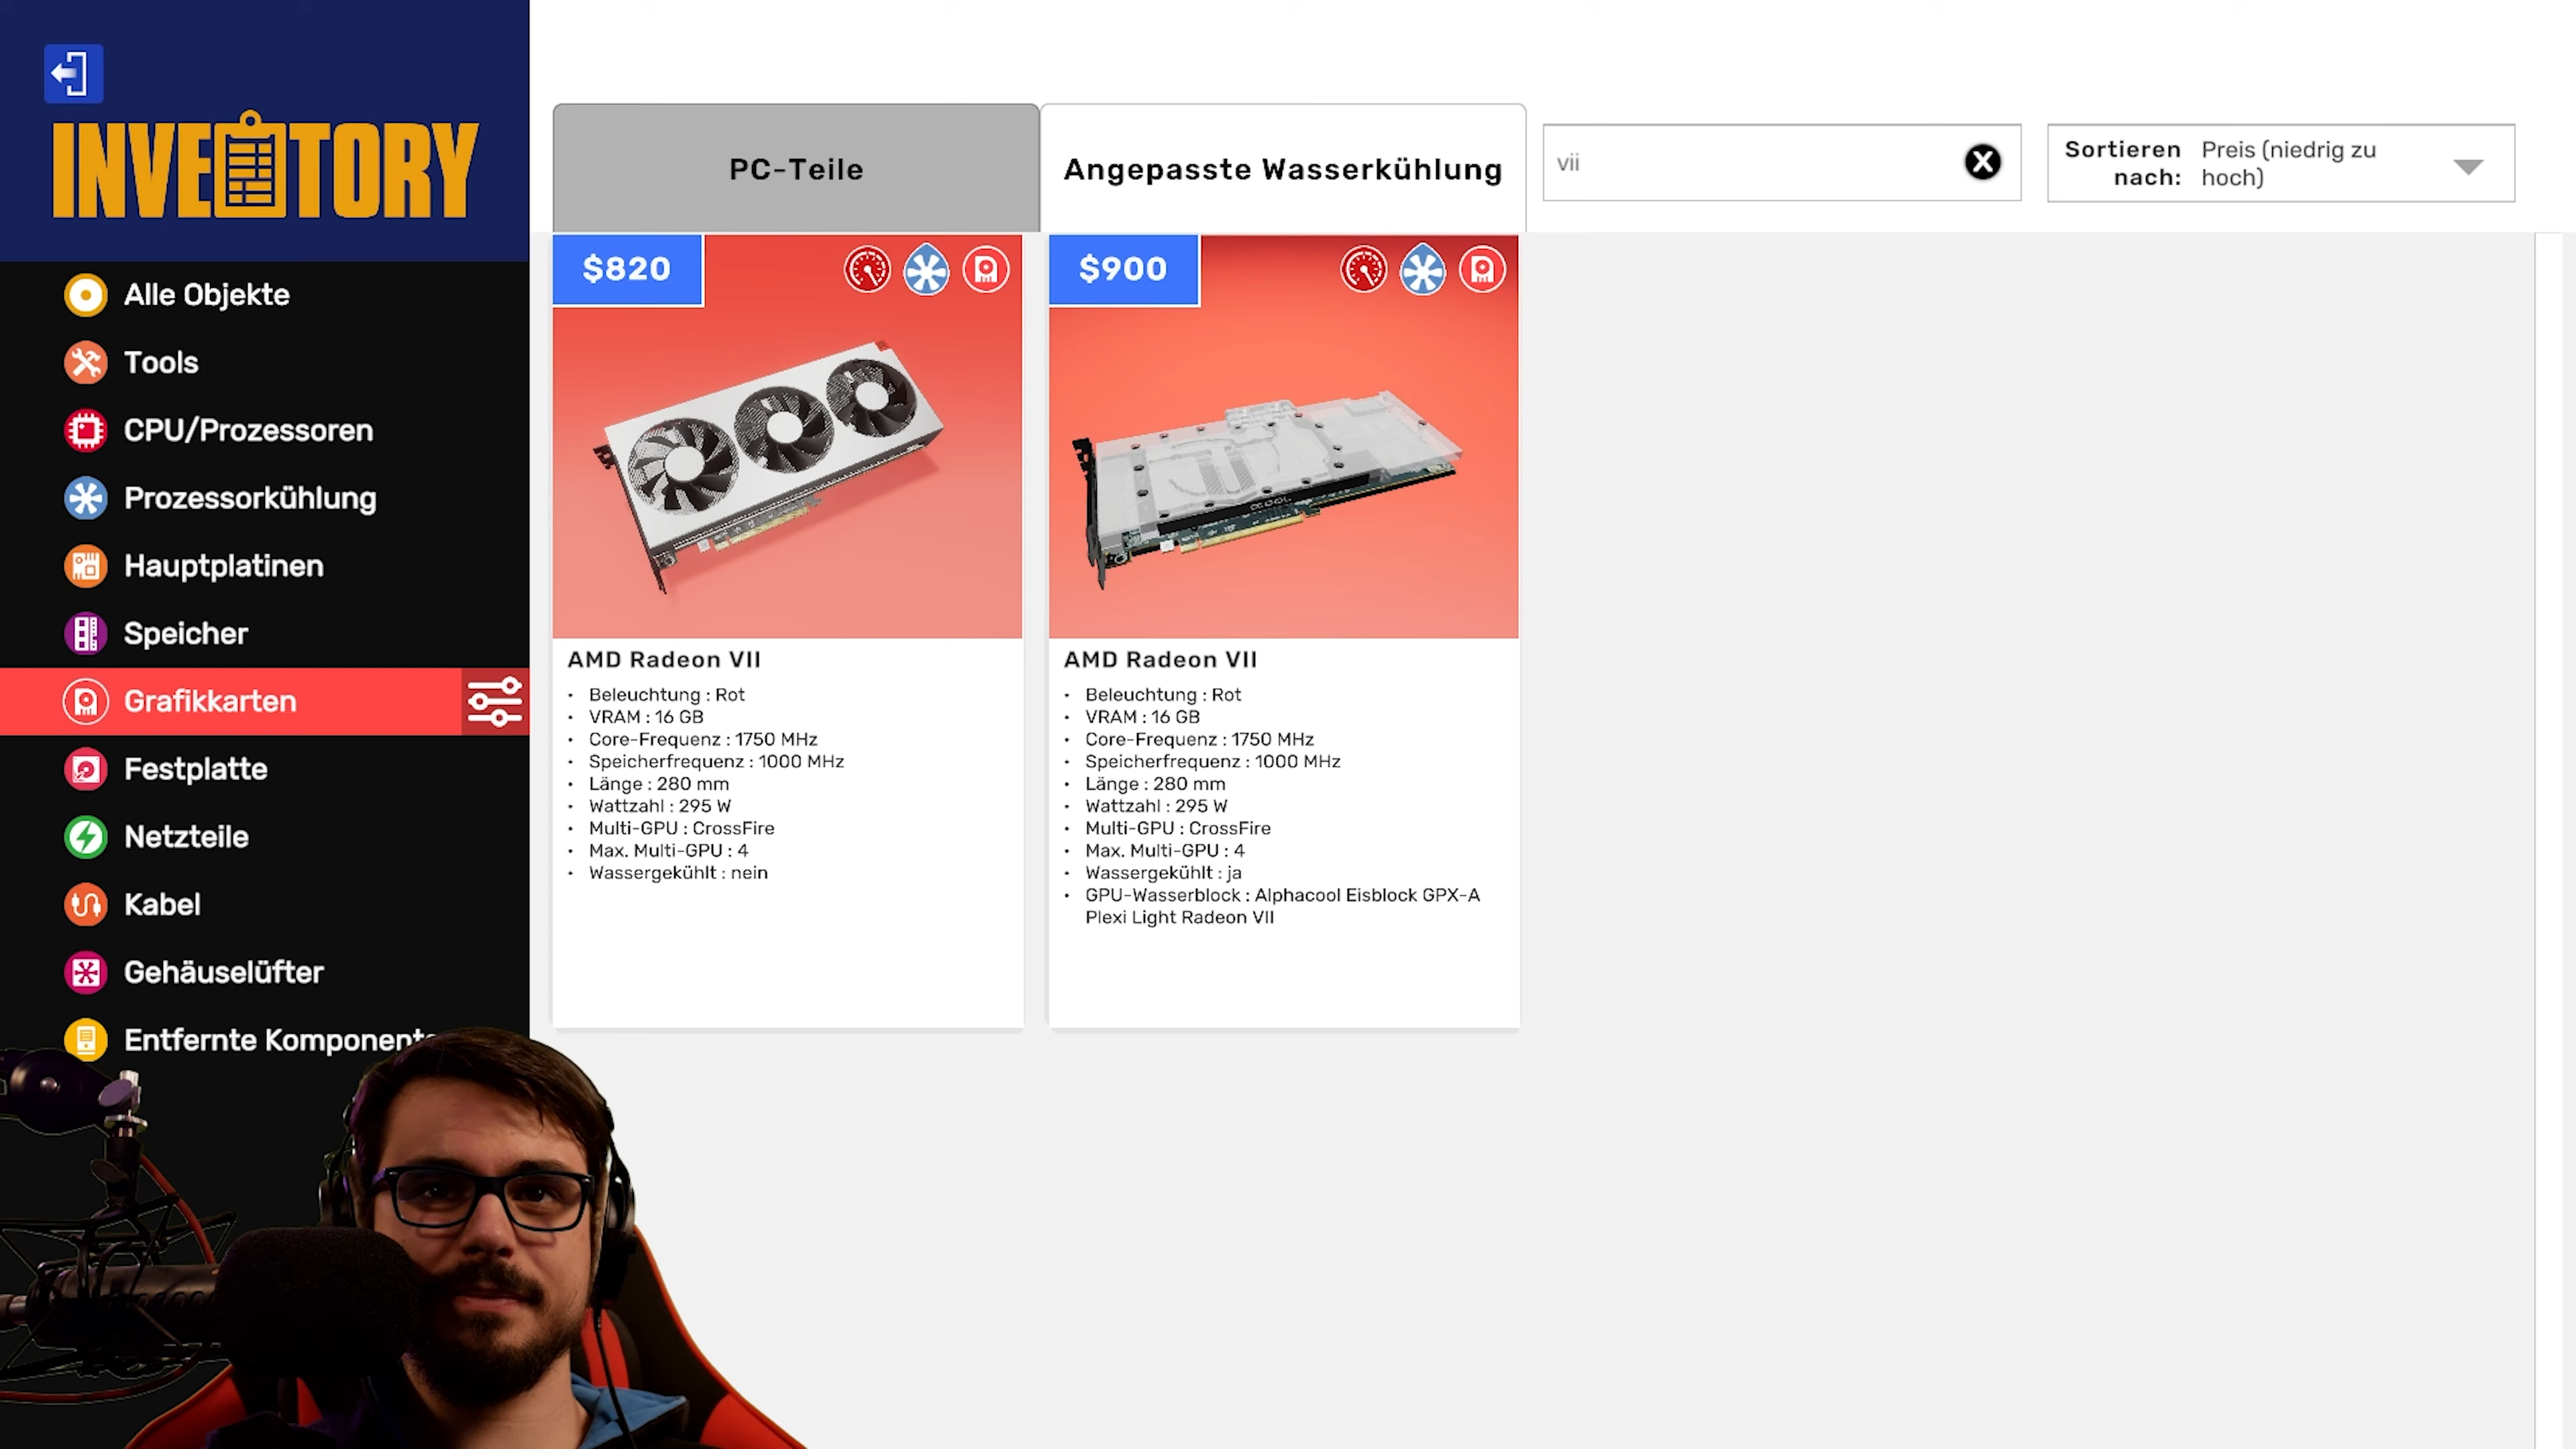 INVENTORY
Alle Objekte
Tools
CPU/Prozessoren
Prozessorkühlung
Hauptplatinen
Speicher
Grafikkarten
Festplatte
Netzteile
Kabel
Gehäuselüfter
Entfernte Komponente
PC-Teile
Angepasste Wasserkühlung
vii
Sortieren nach:
Preis (niedrig zu hoch)
$820
AMD Radeon VII
• Beleuchtung : Rot
• VRAM : 16 GB
• Core-Frequenz : 1750 MHz
• Speicherfrequenz : 1000 MHz
• Länge : 280 mm
• Wattzahl : 295 W
• Multi-GPU : CrossFire
• Max. Multi-GPU : 4
• Wassergekühlt : nein
$900
AMD Radeon VII
• Beleuchtung : Rot
• VRAM : 16 GB
• Core-Frequenz : 1750 MHz
• Speicherfrequenz : 1000 MHz
• Länge : 280 mm
• Wattzahl : 295 W
• Multi-GPU : CrossFire
• Max. Multi-GPU : 4
• Wassergekühlt : ja
• GPU-Wasserblock : Alphacool Eisblock GPX-A
Plexi Light Radeon VII